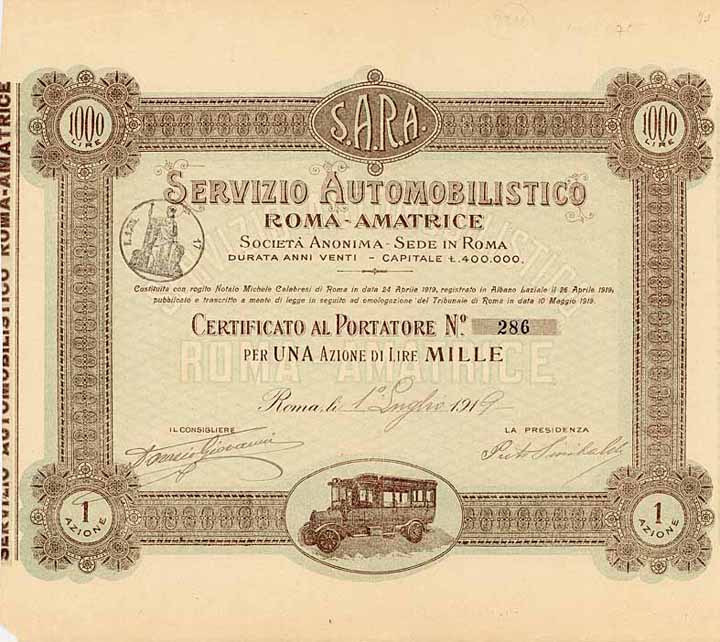 S.A.R.A.
1000
LIRE
1000
LIRE
SERVIZIO AUTOMOBILISTICO
ROMA-AMATRICE
SOCIETÀ ANONIMA - SEDE IN ROMA
DURATA ANNI VENTI - CAPITALE Ł.400.000.
Costituita con rogito Notaio Michele Calabresi di Roma in data 24 Aprile 1919, registrato in Albano Laziale il 26 Aprile 1919,
pubblicato e trascritto a mente di legge in seguito ad omologazione del Tribunale di Roma in data 10 Maggio 1919.
CERTIFICATO AL PORTATORE No. 286
PER UNA AZIONE DI LIRE MILLE
ROMA AMATRICE
Roma, li 1° Luglio 1919
IL CONSIGLIERE
LA PRESIDENZA
Giovanni
1
AZIONE
1
AZIONE
SERVIZIO AUTOMOBILISTICO ROMA-AMATRICE